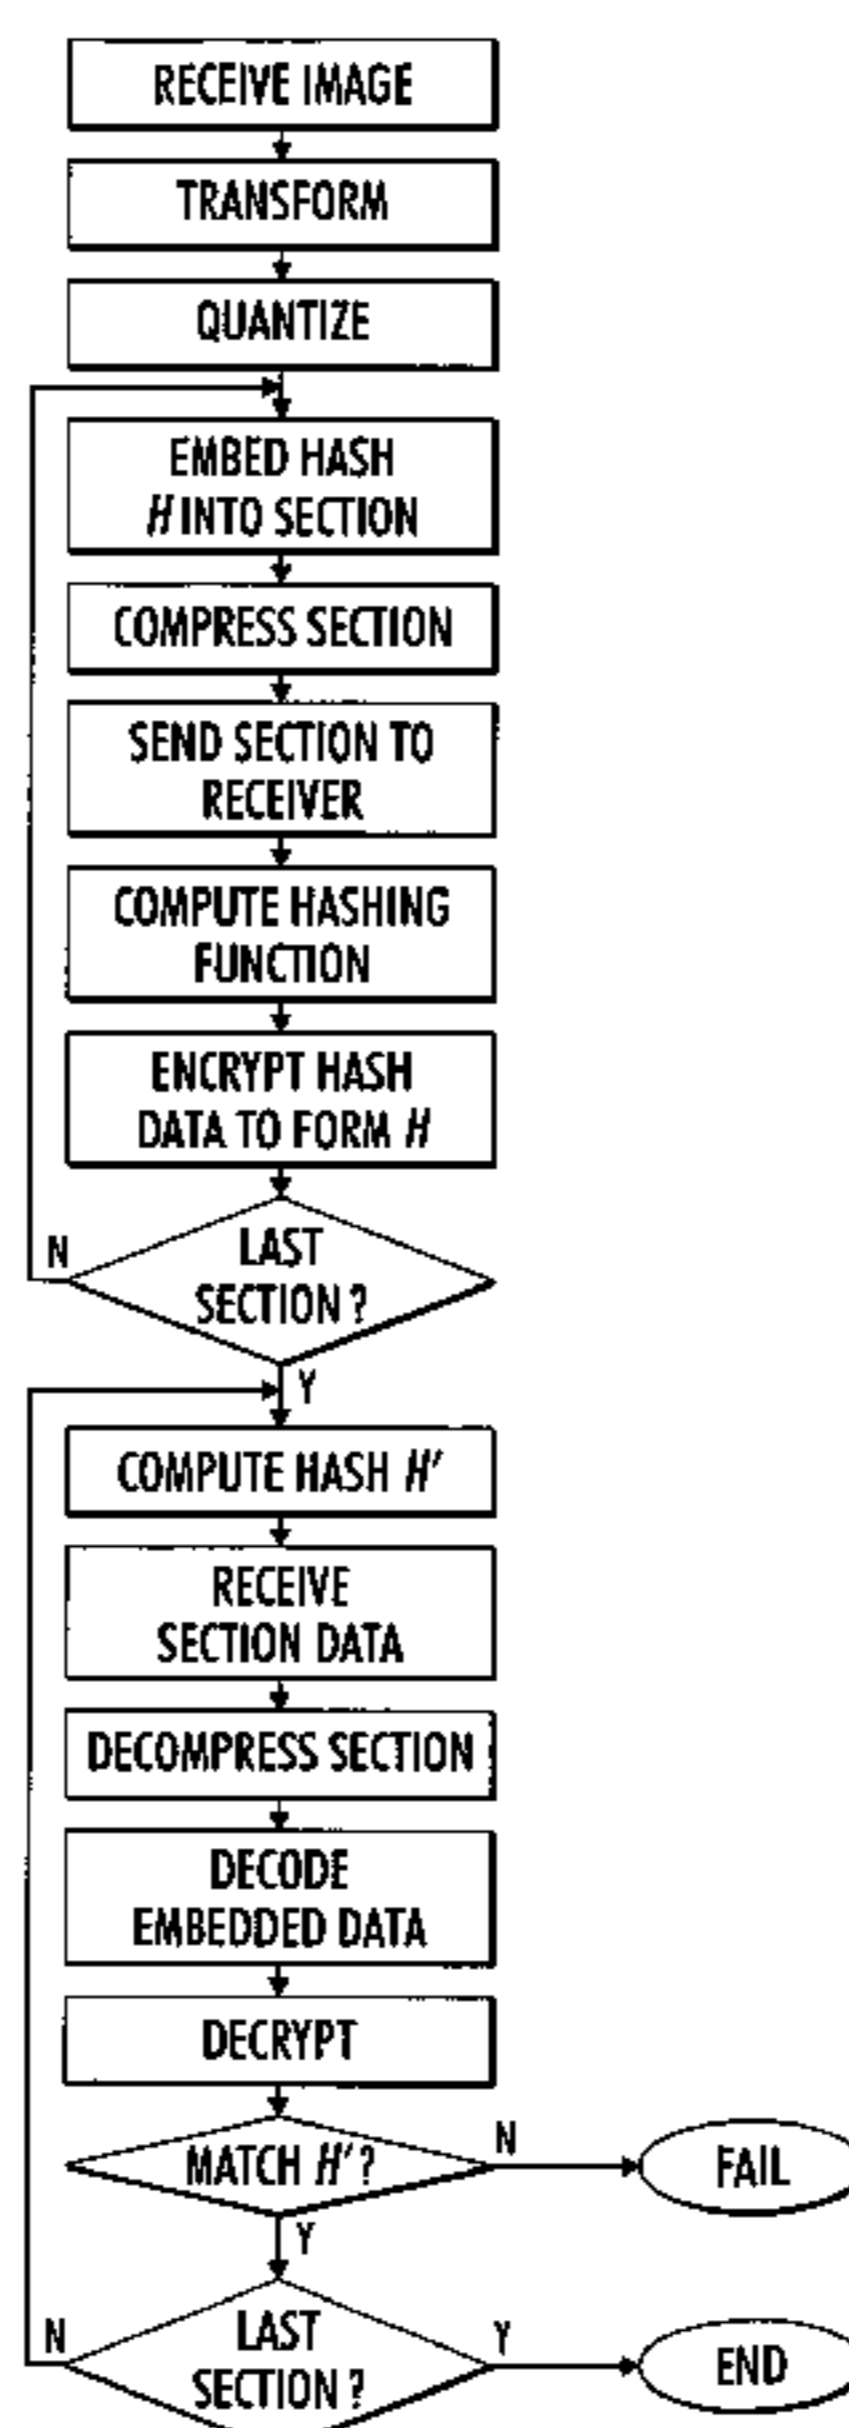 RECEIVE IMAGE
TRANSFORM
QUANTIZE
EMBED HASH
H INTO SECTION
COMPRESS SECTION
SEND SECTION TO
RECEIVER
COMPUTE HASHING
FUNCTION
ENCRYPT HASH
DATA TO FORM H
N
LAST
SECTION ?
Y
COMPUTE HASH H'
RECEIVE
SECTION DATA
DECOMPRESS SECTION
DECODE
EMBEDDED DATA
DECRYPT
MATCH H' ?
N
FAIL
Y
N
LAST
SECTION ?
Y
END